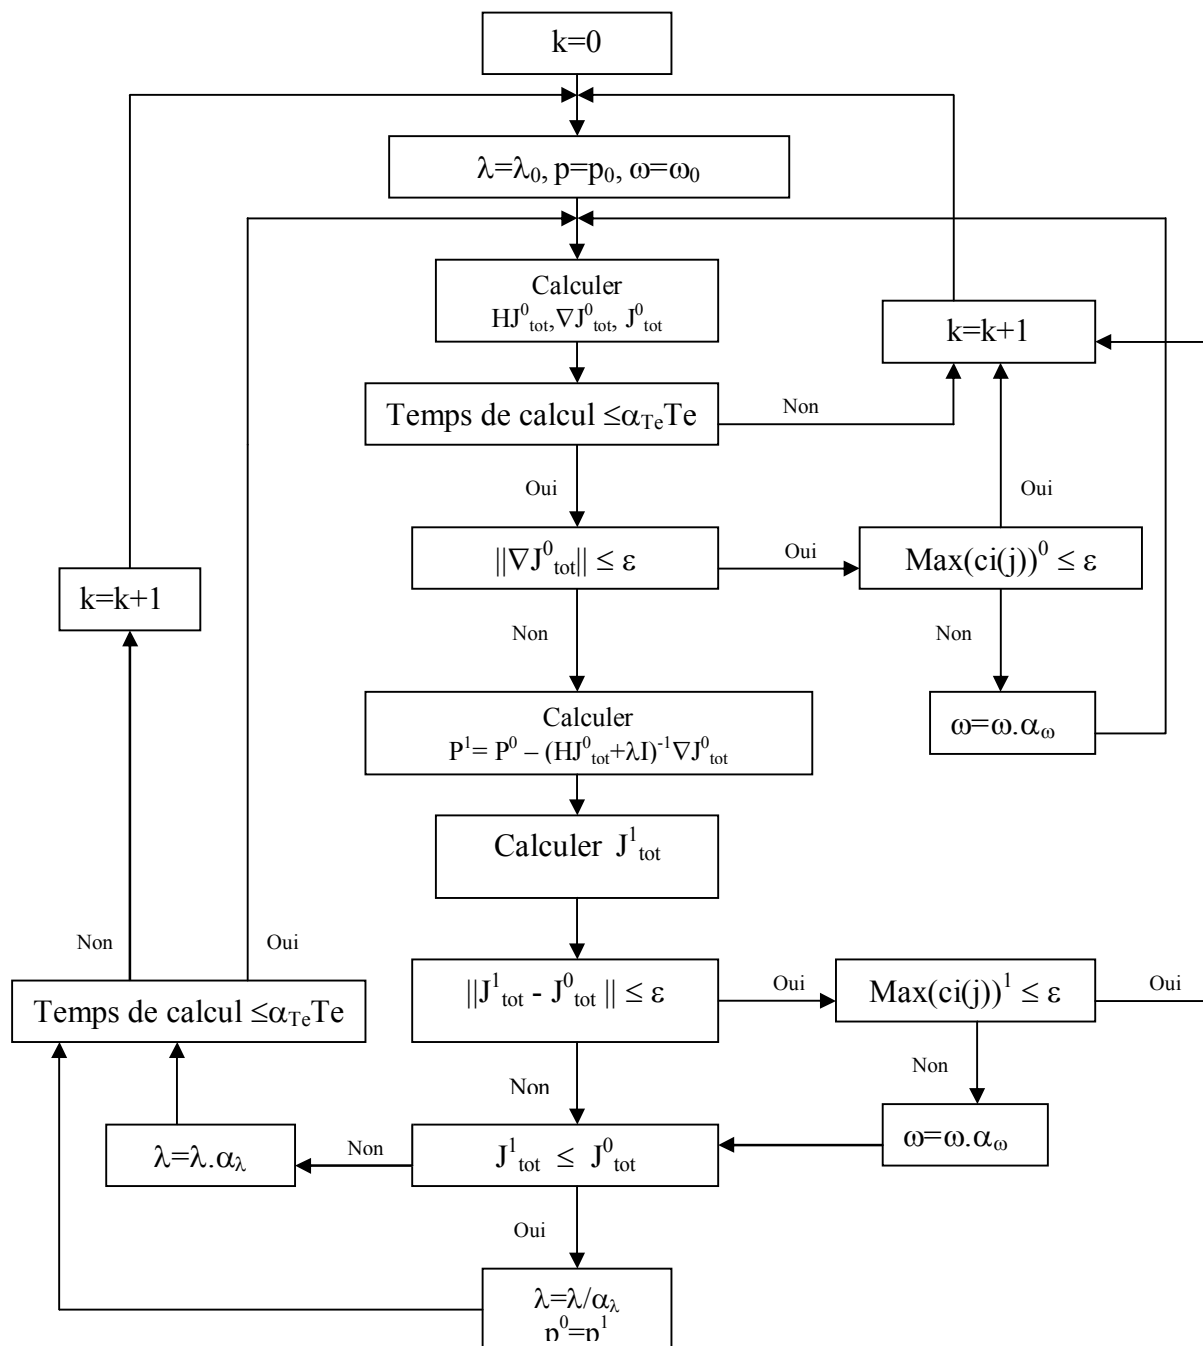 k=0
λ=λ₀, p=p₀, ω=ω₀
Calculer
HJ⁰tot,∇J⁰tot, J⁰tot
k=k+1
Temps de calcul ≤αTeTe
Non
Oui
Oui
||∇J⁰tot|| ≤ ε
Oui
Max(ci(j))⁰ ≤ ε
k=k+1
Non
Non
Calculer
P¹= P⁰ – (HJ⁰tot+λI)⁻¹∇J⁰tot
ω=ω.αω
Calculer J¹tot
Non
Oui
Temps de calcul ≤αTeTe
||J¹tot - J⁰tot || ≤ ε
Oui
Max(ci(j))¹ ≤ ε
Oui
Non
Non
λ=λ.αλ
Non
J¹tot ≤ J⁰tot
ω=ω.αω
Oui
λ=λ/αλ
p⁰=p¹